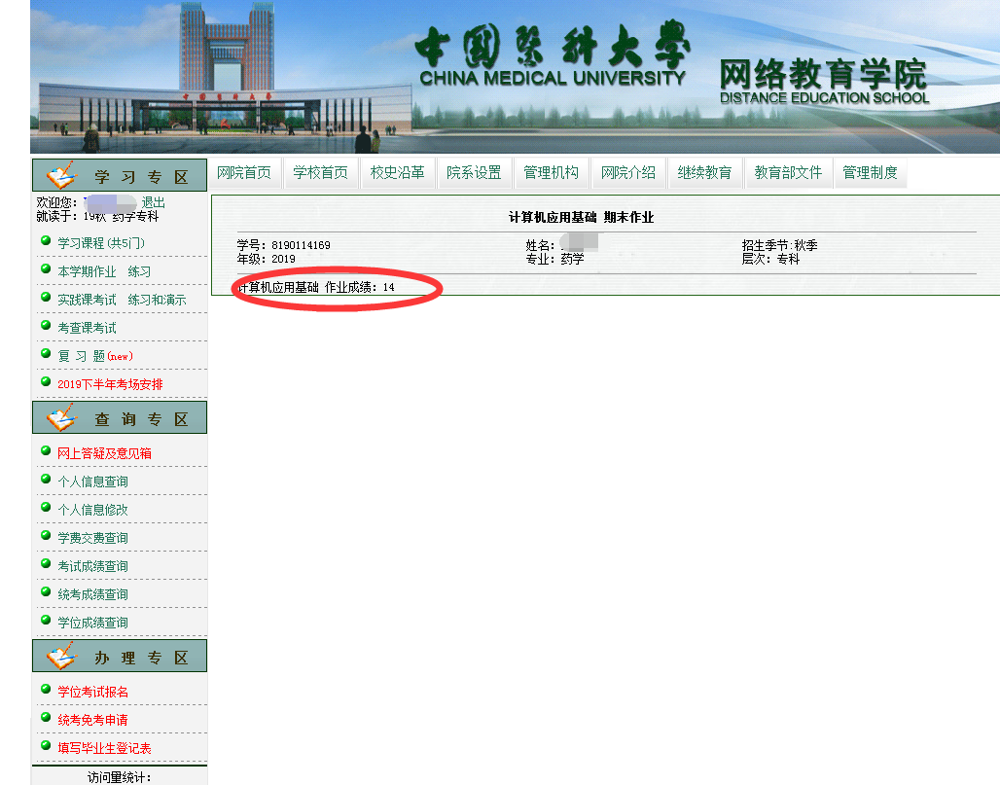 中国医科大学
CHINA MEDICAL UNIVERSITY
网络教育学院
DISTANCE EDUCATION SCHOOL
中国医科大学
网院首页 学校首页 校史沿革 院系设置 管理机构 网院介绍 继续教育 教育部文件 管理制度
学 习 专 区
欢迎您: 退出
就读于: 19秋 药学专科
学习课程(共5门)
本学期作业 练习
实践课考试 练习和演示
考查课考试
复 习 题(new)
2019下半年考场安排
查 询 专 区
网上答疑及意见箱
个人信息查询
个人信息修改
学费交费查询
考试成绩查询
统考成绩查询
学位成绩查询
办 理 专 区
学位考试报名
统考免考申请
填写毕业生登记表
访问量统计:
计算机应用基础 期末作业
学号: 8190114169 姓名: 招生季节:秋季
年级: 2019 专业: 药学 层次: 专科
计算机应用基础 作业成绩: 14